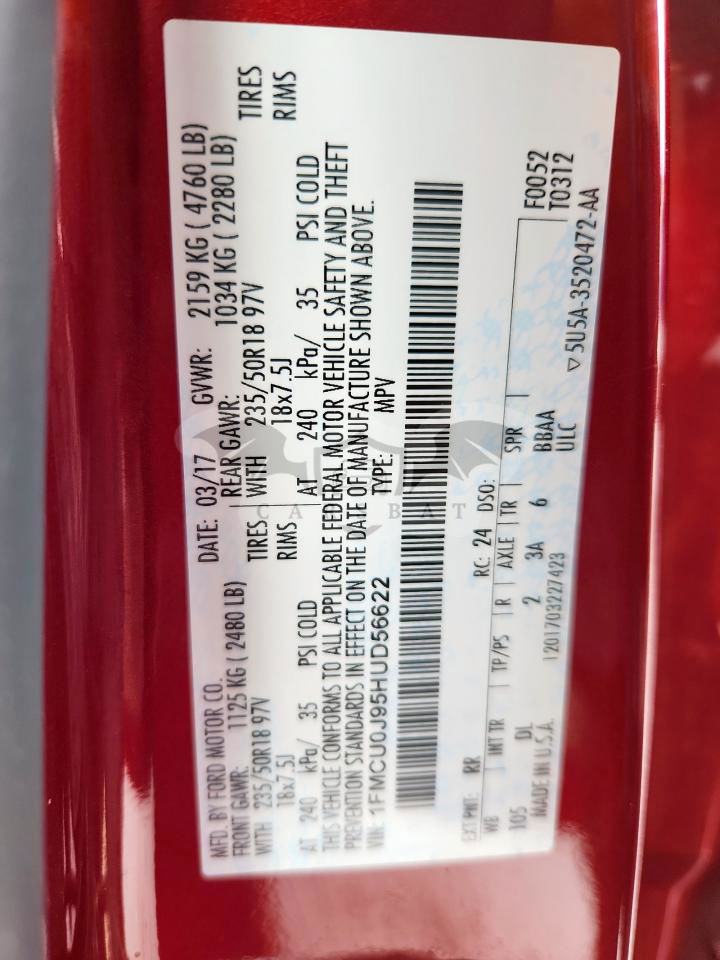 MFD. BY FORD MOTOR CO. DATE: 03/17 GVWR: 2159 KG ( 4760 LB)
FRONT GAWR: 1125 KG ( 2480 LB) REAR GAWR: 1034 KG ( 2280 LB)
WITH 235/50R18 97V TIRES WITH 235/50R18 97V TIRES
18x7.5J RIMS 18x7.5J RIMS
AT 240 kPa/ 35 PSI COLD AT 240 kPa/ 35 PSI COLD
THIS VEHICLE CONFORMS TO ALL APPLICABLE FEDERAL MOTOR VEHICLE SAFETY AND THEFT
PREVENTION STANDARDS IN EFFECT ON THE DATE OF MANUFACTURE SHOWN ABOVE.
VIN: 1FMCU0J95HUD56622 TYPE: MPV
EXT PNT: RR RC: 24 DSO: F0052
WB INT TR TP/PS R AXLE TR SPR T0312
105 DL 2 3A 6 BBAA
MADE IN U.S.A. 1201703227423 ULC ▽5U5A-3520472-AA
CA BAT